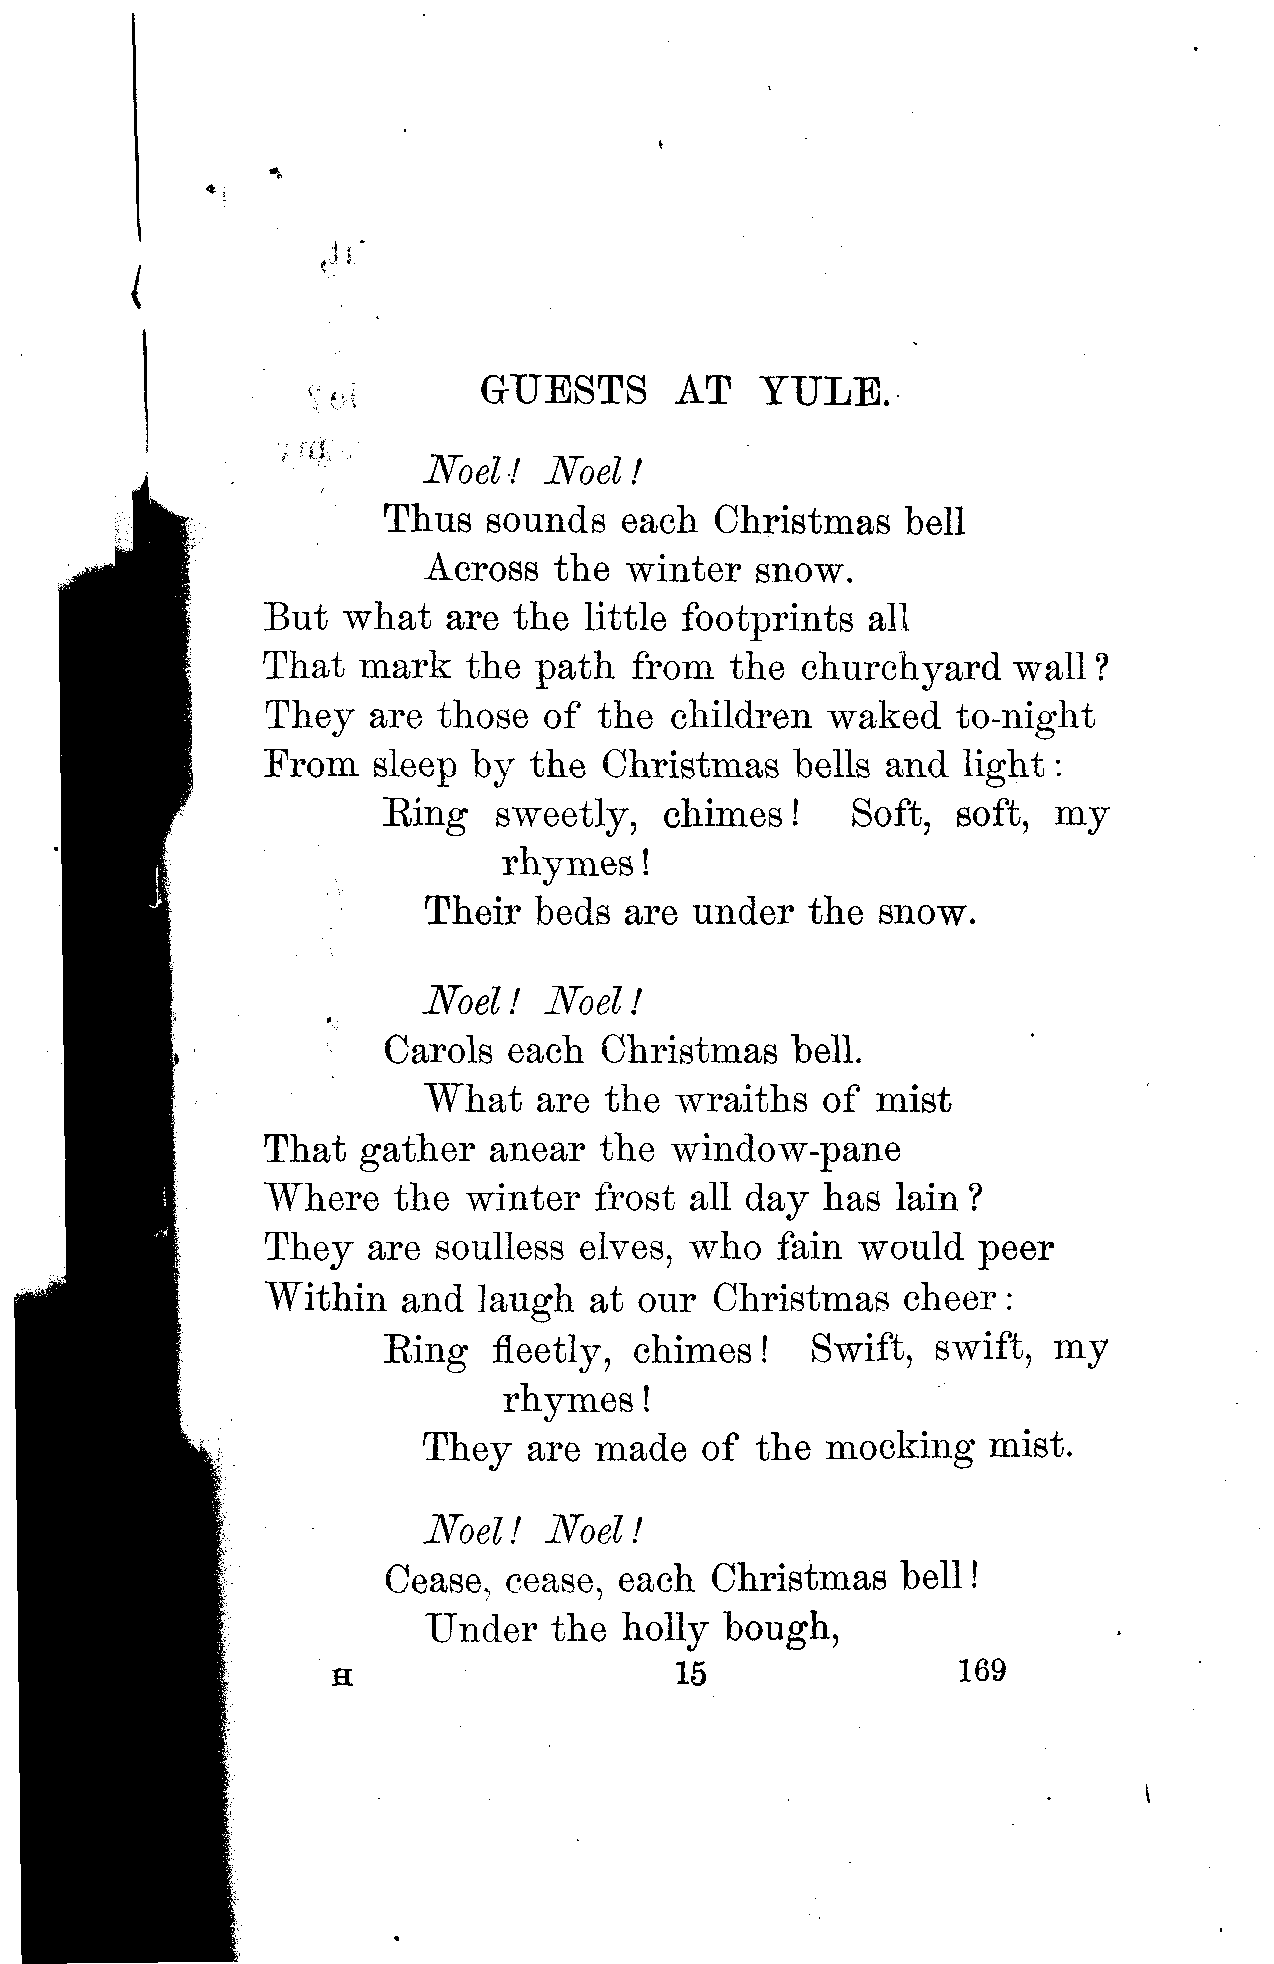 GUESTS AT YULE.
Noel! Noel!
Thus sounds each Christmas bell
Across the winter snow.
But what are the little footprints all
That mark the path from the churchyard wall?
They are those of the children waked to-night
From sleep by the Christmas bells and light:
Ring sweetly, chimes! Soft, soft, my
rhymes!
Their beds are under the snow.
Noel! Noel!
Carols each Christmas bell.
What are the wraiths of mist
That gather anear the window-pane
Where the winter frost all day has lain?
They are soulless elves, who fain would peer
Within and laugh at our Christmas cheer:
Ring fleetly, chimes! Swift, swift, my
rhymes!
They are made of the mocking mist.
Noel! Noel!
Cease, cease, each Christmas bell!
Under the holly bough,
H 15 169